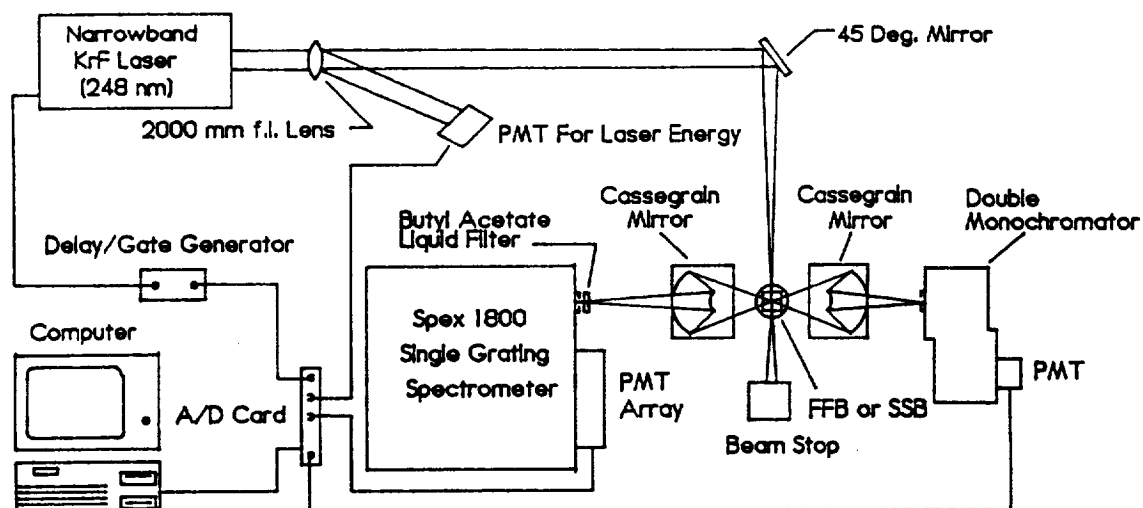 Narrowband
KrF Laser
(248 nm)
45 Deg. Mirror
2000 mm f.l. Lens
PMT For Laser Energy
Cassegrain
Mirror
Cassegrain
Mirror
Double
Monochromator
Butyl Acetate
Liquid Filter
Delay/Gate Generator
Computer
Spex 1800
Single Grating
Spectrometer
PMT
Array
A/D Card
FFB or SSB
PMT
Beam Stop